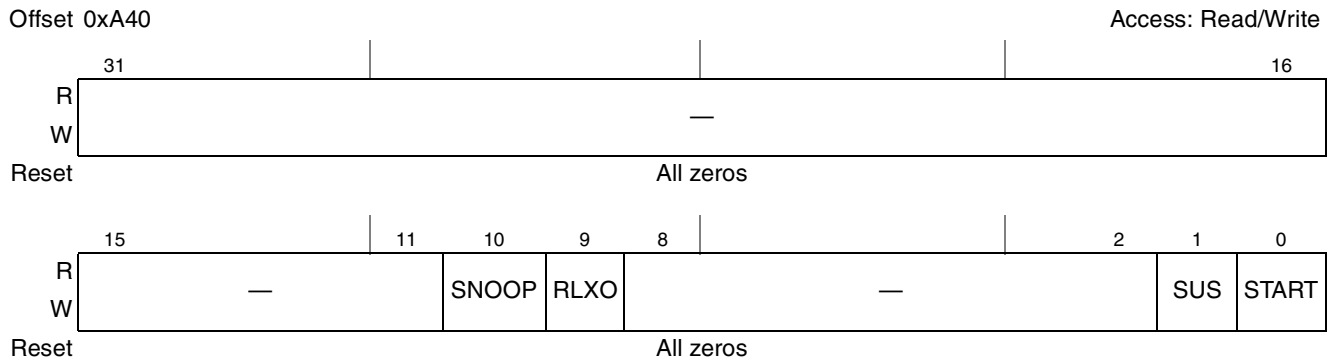 Offset 0xA40 Access: Read/Write
31 16
R
—
W
Reset All zeros
15 11 10 9 8 2 1 0
R
— SNOOP RLXO — SUS START
W
Reset All zeros